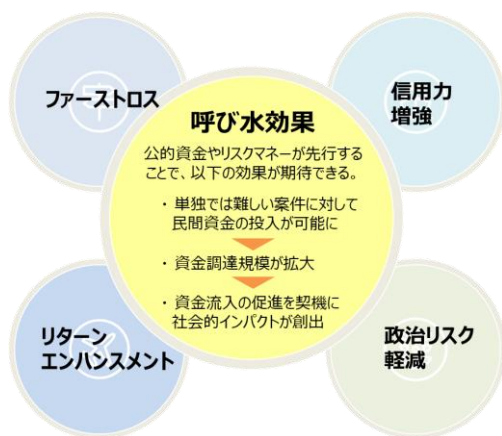 ファーストロス
信用力
増強
呼び水効果
公的資金やリスクマネーが先行する
ことで、以下の効果が期待できる。
・単独では難しい案件に対して
民間資金の投入が可能に
・資金調達規模が拡大
・資金流入の促進を契機に
社会的インパクトが創出
リターン
エンハンスメント
政治リスク
軽減